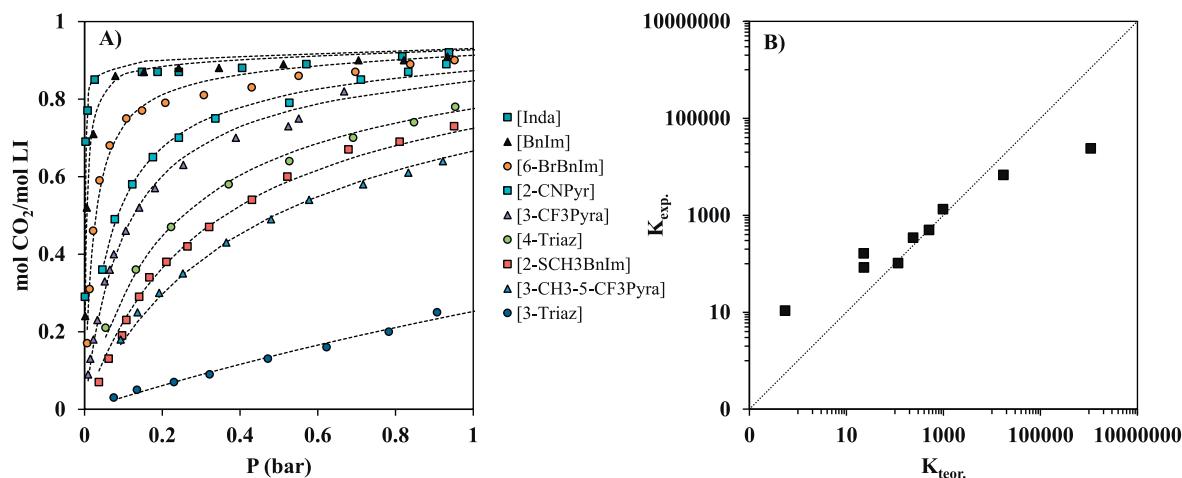 A)
mol CO2/mol LI
1
0.8
0.6
0.4
0.2
0
0 0.2 0.4 0.6 0.8 1
P (bar)
[Inda]
[BnIm]
[6-BrBnIm]
[2-CNPyr]
[3-CF3Pyra]
[4-Triaz]
[2-SCH3BnIm]
[3-CH3-5-CF3Pyra]
[3-Triaz]
B)
Kexp.
10000000
100000
1000
10
0
0 10 1000 100000 10000000
Kteor.